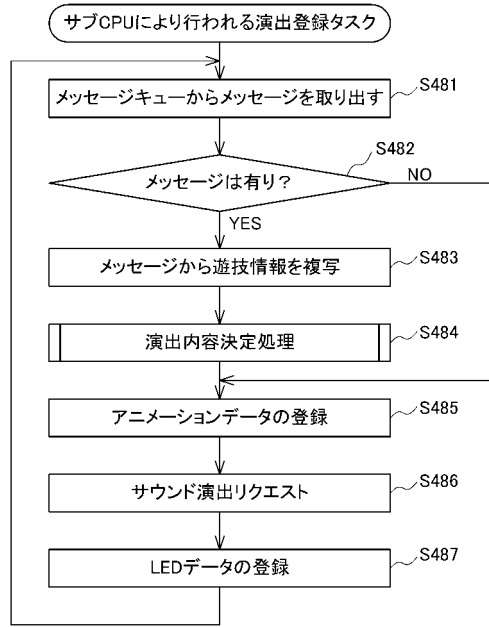 サブCPUにより行われる演出登録タスク
メッセージキューからメッセージを取り出す
S481
S482
メッセージは有り?
NO
YES
メッセージから遊技情報を複写
S483
演出内容決定処理
S484
アニメーションデータの登録
S485
サウンド演出リクエスト
S486
LEDデータの登録
S487